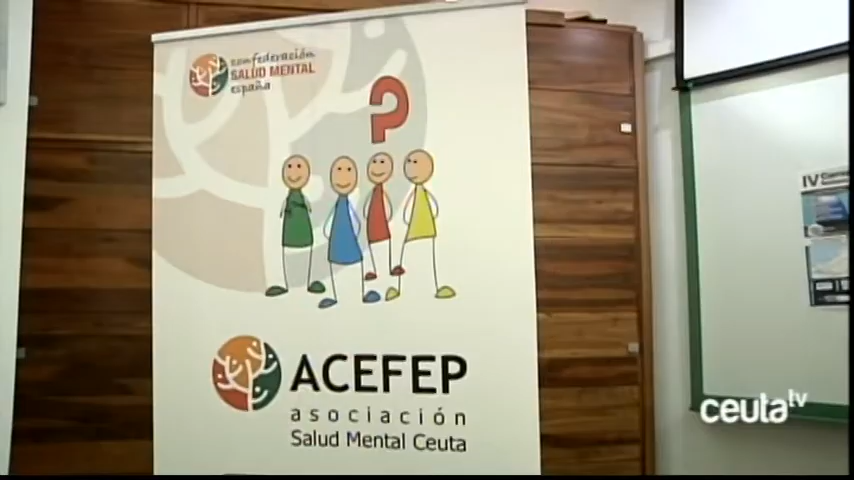 confederación
SALUD MENTAL
españa
?
IV
ACEFEP
asociación
Salud Mental Ceuta
ceuta tv